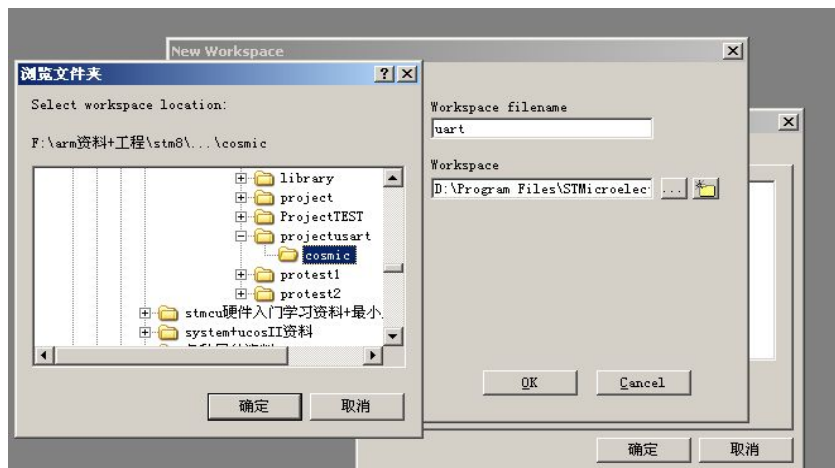 New Workspace
浏览文件夹
Select workspace location:
F:\arm资料+工程\stm8\...\cosmic
library
project
ProjectTEST
projectusart
cosmic
protest1
protest2
stmcu硬件入门学习资料+最小
system+ucosII资料
确定
取消
Workspace filename
uart
Workspace
D:\Program Files\STMicroelec
...
OK
Cancel
确定
取消